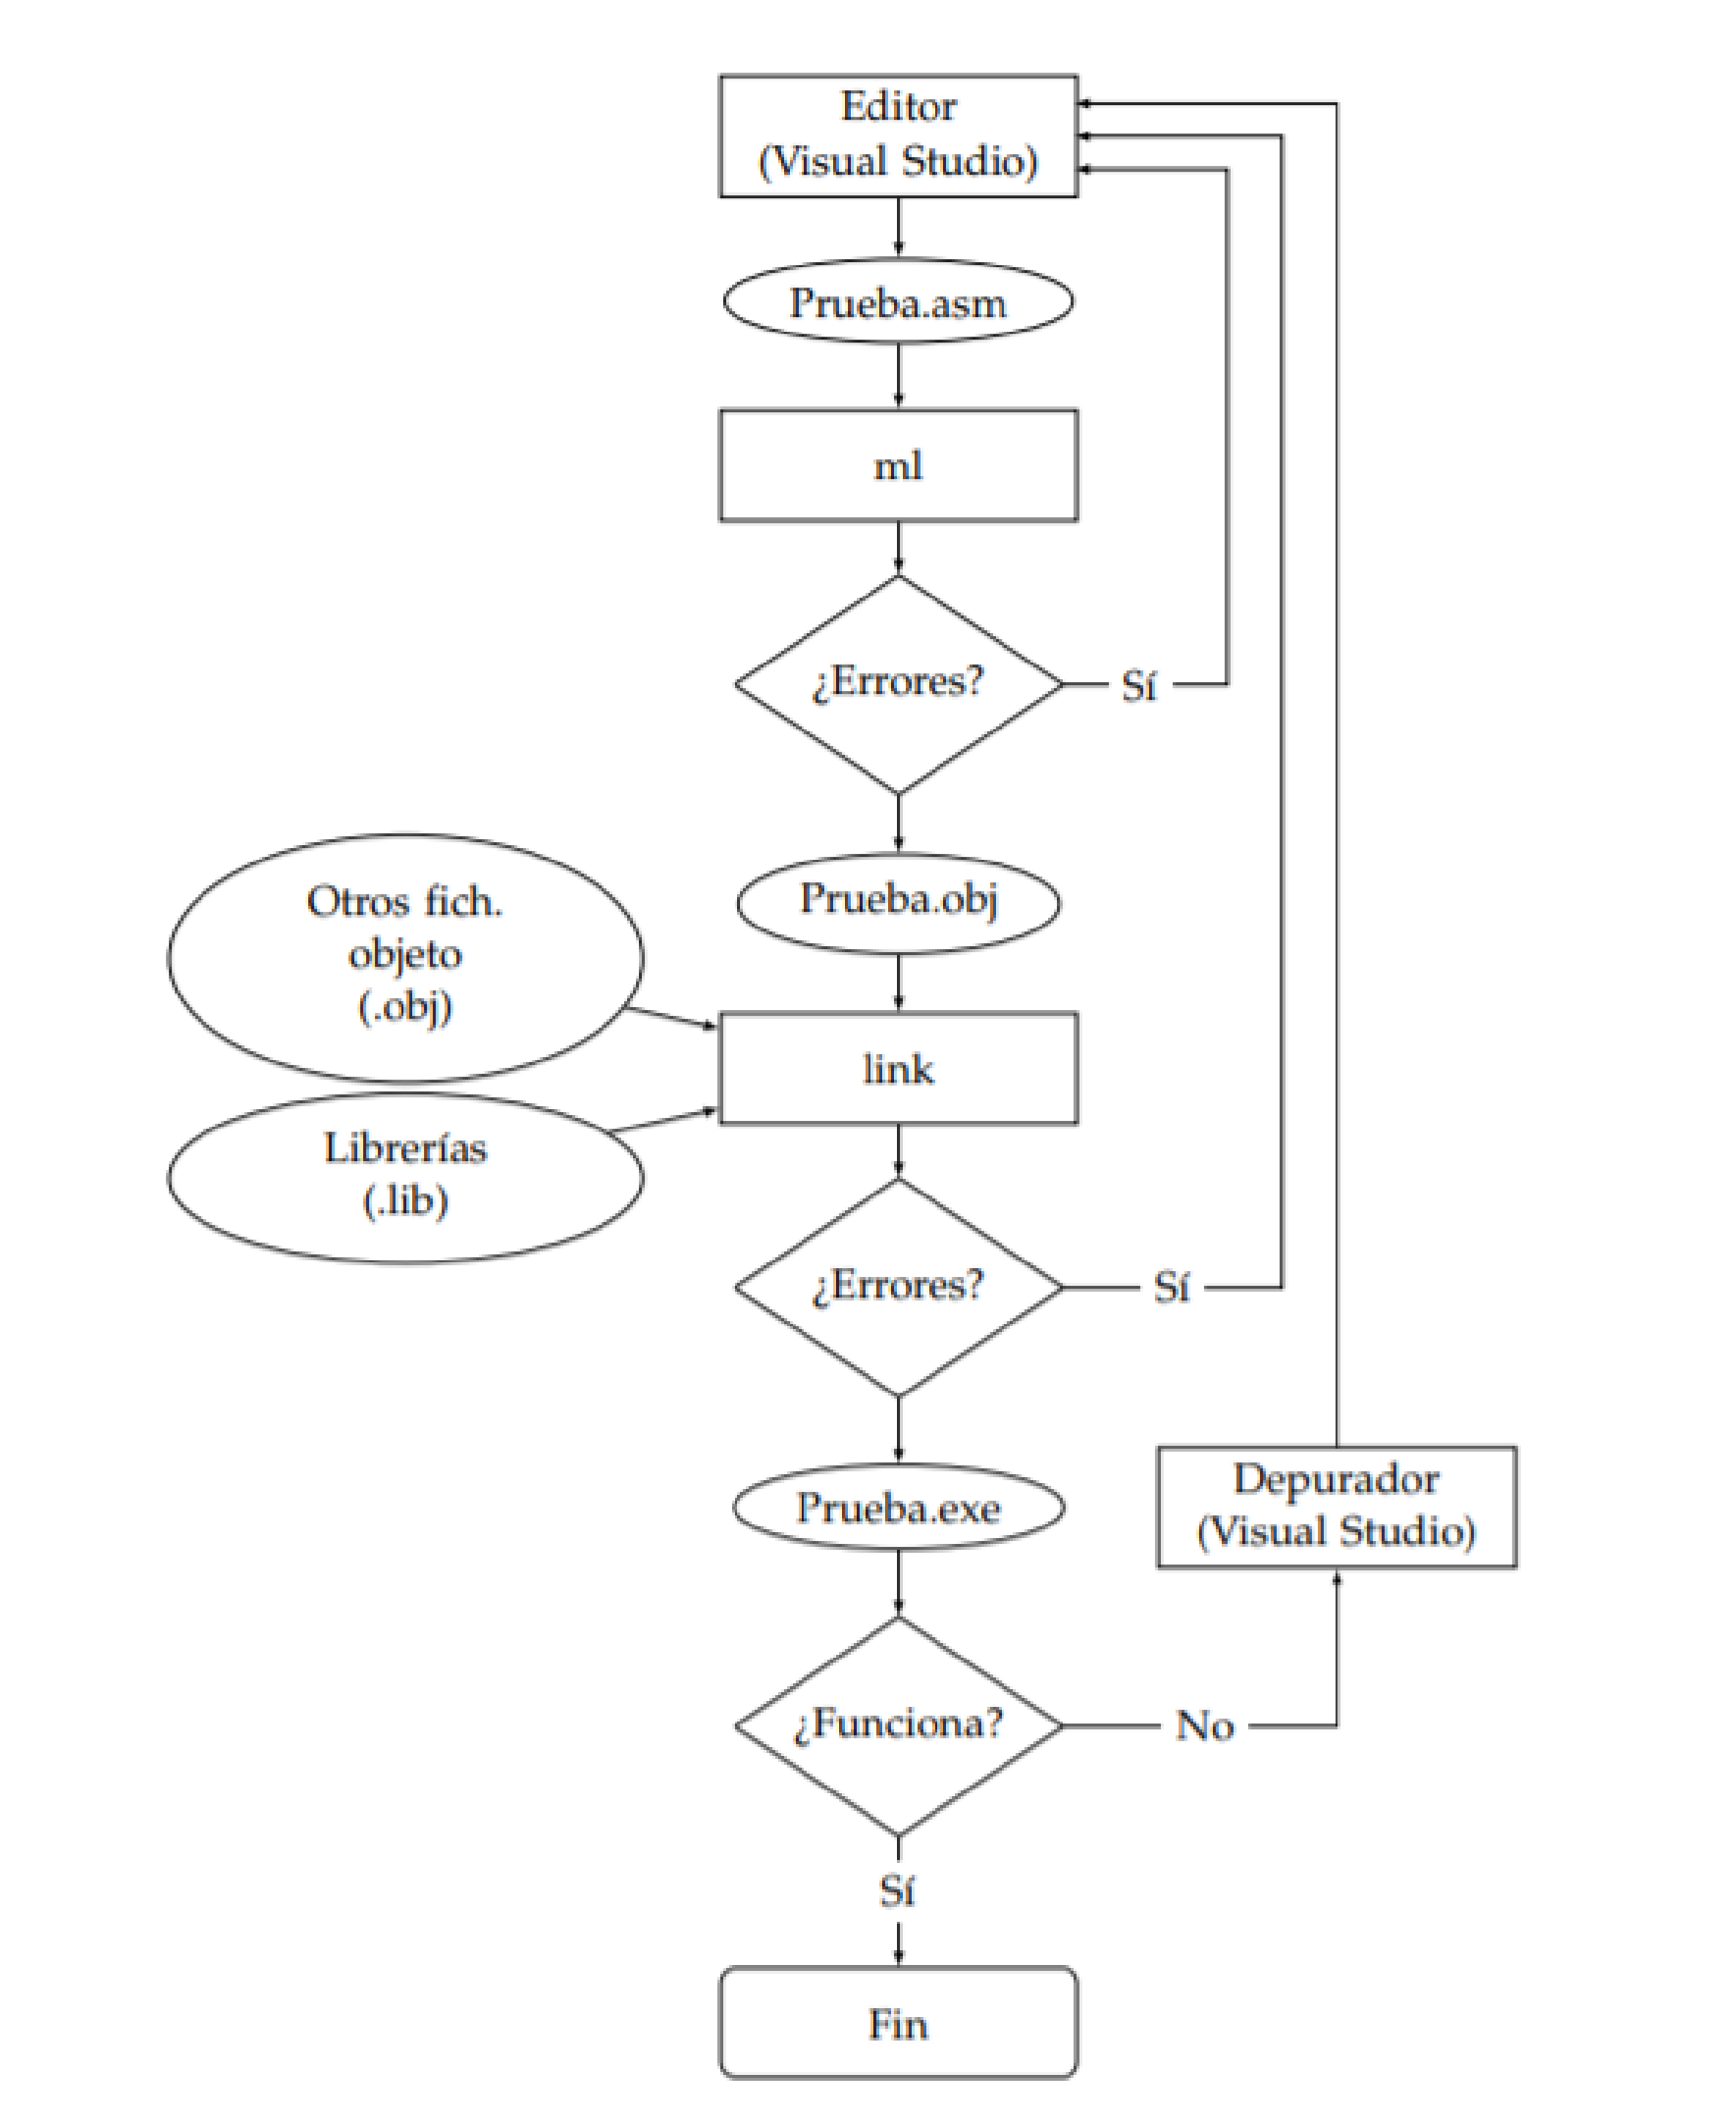 Editor
(Visual Studio)
Prueba.asm
ml
¿Errores?
Sí
Prueba.obj
Otros fich.
objeto
(.obj)
link
Librerías
(.lib)
¿Errores?
Sí
Prueba.exe
Depurador
(Visual Studio)
¿Funciona?
No
Sí
Fin